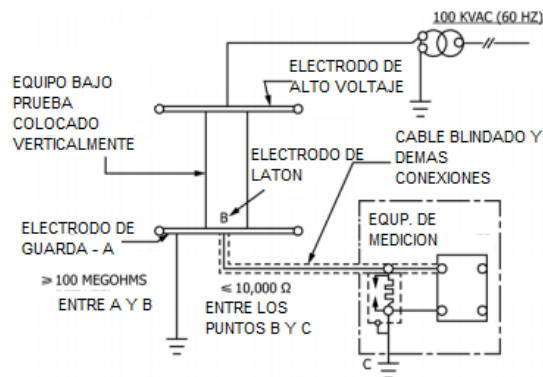 100 KVAC (60 HZ)
ELECTRODO DE
ALTO VOLTAJE
EQUIPO BAJO
PRUEBA
COLOCADO
VERTICALMENTE
ELECTRODO DE
LATON
CABLE BLINDADO Y
DEMAS
CONEXIONES
B
ELECTRODO DE
GUARDA - A
EQUP. DE
MEDICION
≥ 100 MEGOHMS
ENTRE A Y B
≤ 10,000 Ω
ENTRE LOS
PUNTOS B Y C
C